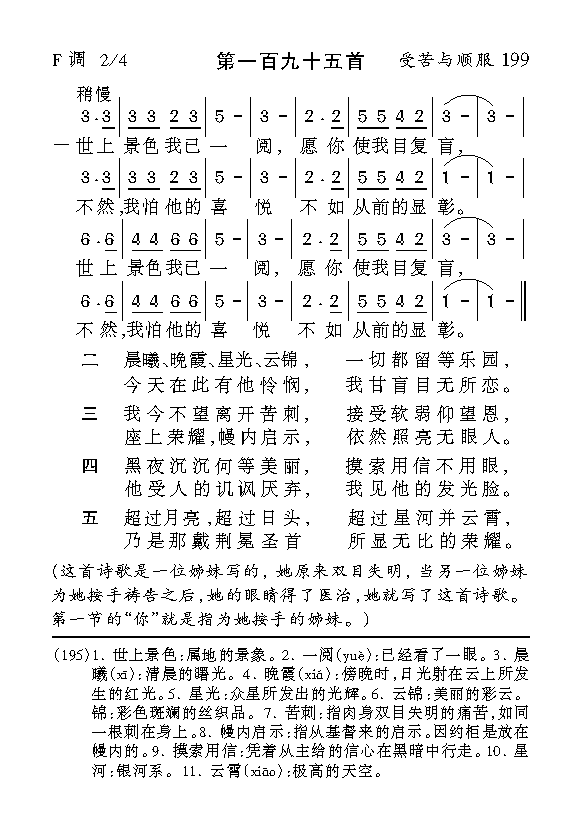 F 调 2/4 第一百九十五首 受苦与顺服 199
稍慢
3.3 | 3 3 2 3 | 5 - | 3 - | 2.2 | 5 5 4 2 | 3 - | 3 - |
一 世上 景色我已 一 阅, 愿 你 使我目复 盲,
3.3 | 3 3 2 3 | 5 - | 3 - | 2.2 | 5 5 4 2 | 1 - | 1 - |
不然,我怕他的 喜 悦 不 如 从前的显 彰。
6.6 | 4 4 6 6 | 5 - | 3 - | 2.2 | 5 5 4 2 | 3 - | 3 - |
世 上 景色我已 一 阅, 愿 你 使我目复 盲,
6.6 | 4 4 6 6 | 5 - | 3 - | 2.2 | 5 5 4 2 | 1 - | 1 - ‖
不 然,我怕他的 喜 悦 不 如 从前的显 彰。
二 晨曦、晚霞、星光、云锦, 一切都留等乐园,
今天在此有他怜悯, 我甘盲目无所恋。
三 我今不望离开苦刺, 接受软弱仰望恩,
座上荣耀,幔内启示, 依然照亮无眼人。
四 黑夜沉沉何等美丽, 摸索用信不用眼,
他受人的讥讽厌弃, 我见他的发光脸。
五 超过月亮,超过日头, 超过星河并云霄,
乃是那戴荆冕圣首 所显无比的荣耀。
(这首诗歌是一位姊妹写的, 她原来双目失明, 当另一位姊妹
为她按手祷告之后,她的眼睛得了医治,她就写了这首诗歌。
第一节的“你”就是指为她按手的姊妹。)
(195)1. 世上景色:属地的景象。2. 一阅(yuè):已经看了一眼。3. 晨
曦(xī):清晨的曙光。4. 晚霞(xiá):傍晚时,日光射在云上所发
生的红光。5. 星光:众星所发出的光辉。6. 云锦:美丽的彩云。
锦:彩色斑斓的丝织品。7. 苦刺:指肉身双目失明的痛苦,如同
一根刺在身上。8. 幔内启示:指从基督来的启示。因约柜是放在
幔内的。9. 摸索用信:凭着从主给的信心在黑暗中行走。10. 星
河:银河系。11. 云霄(xiāo):极高的天空。